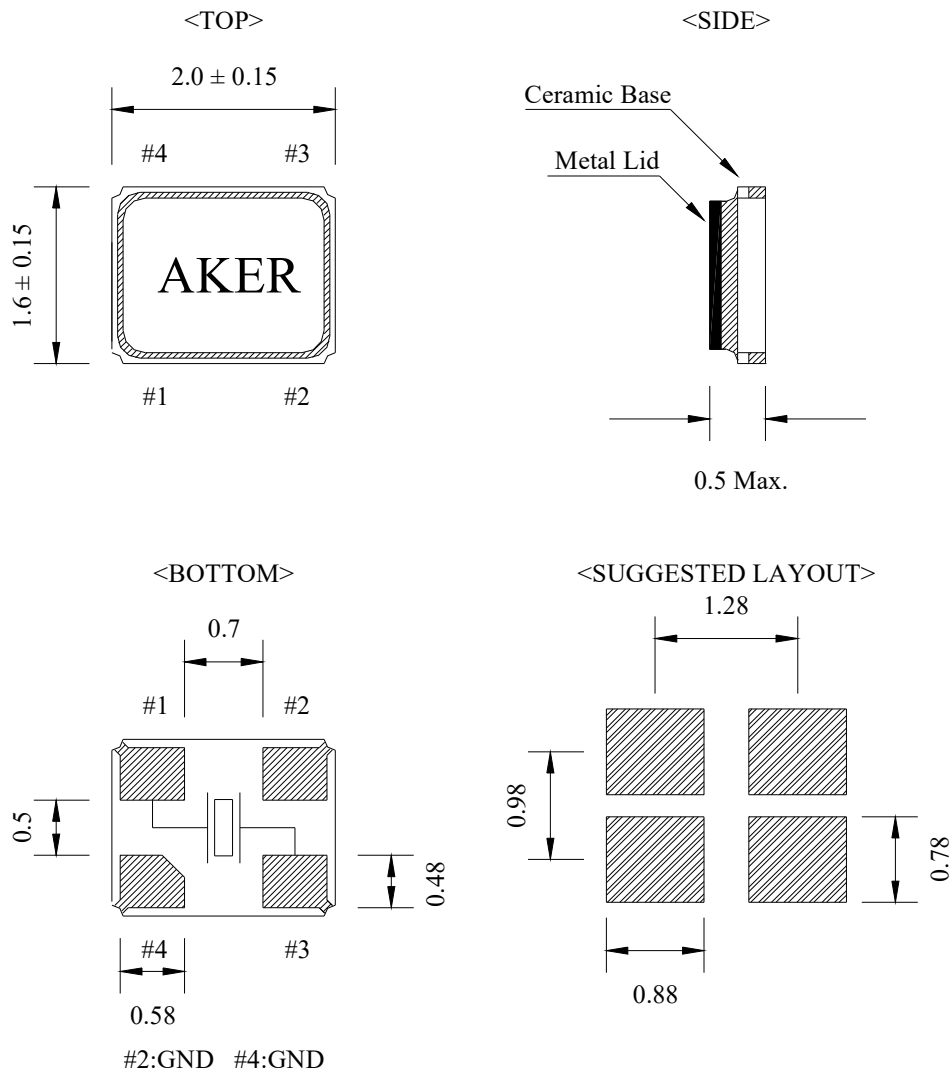 <TOP>
2.0 ± 0.15
#4 #3
1.6 ± 0.15
AKER
#1 #2
<SIDE>
Ceramic Base
Metal Lid
0.5 Max.
<BOTTOM>
0.7
#1 #2
0.5
0.48
#4 #3
0.58
#2:GND #4:GND
<SUGGESTED LAYOUT>
1.28
0.98
0.78
0.88